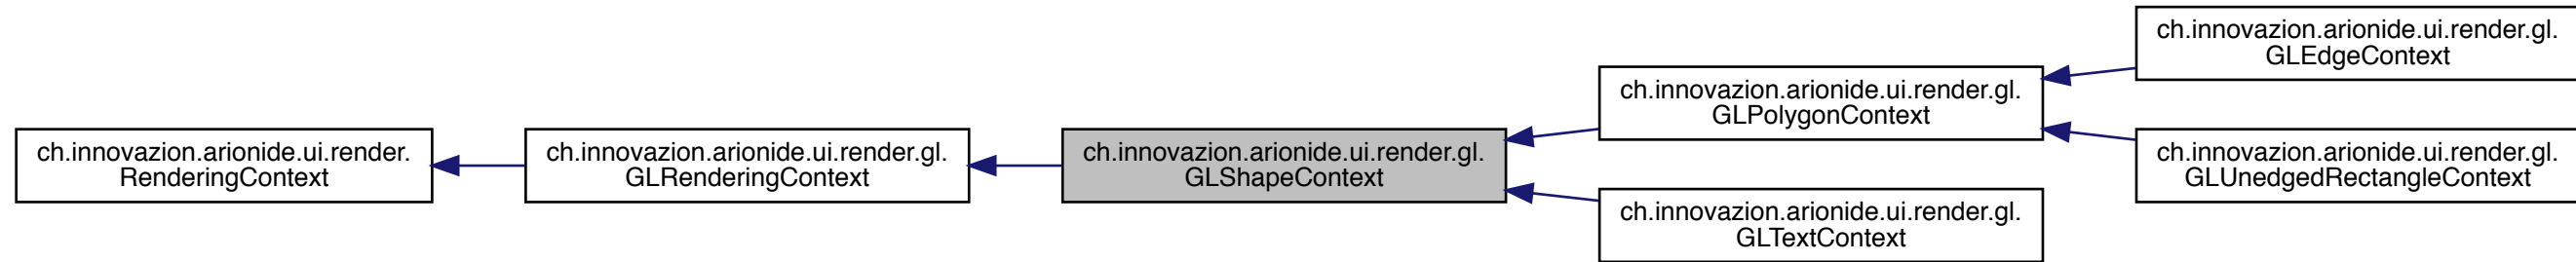 ch.innovazion.arionide.ui.render.
RenderingContext
ch.innovazion.arionide.ui.render.gl.
GLRenderingContext
ch.innovazion.arionide.ui.render.gl.
GLShapeContext
ch.innovazion.arionide.ui.render.gl.
GLPolygonContext
ch.innovazion.arionide.ui.render.gl.
GLTextContext
ch.innovazion.arionide.ui.render.gl.
GLEdgeContext
ch.innovazion.arionide.ui.render.gl.
GLUnedgedRectangleContext